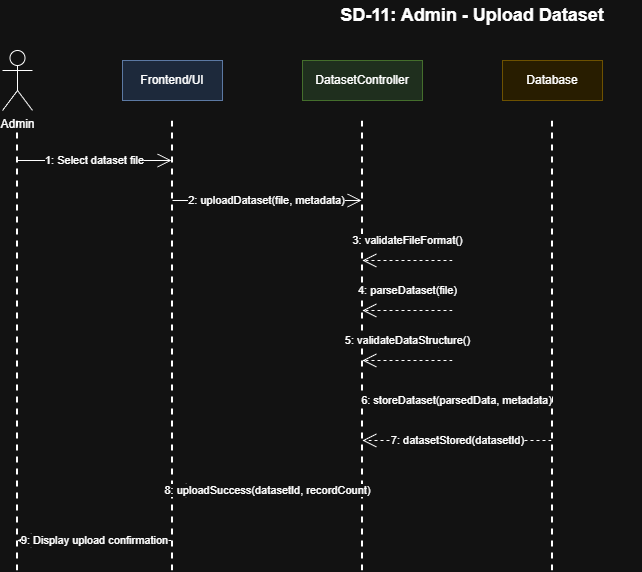 SD-11: Admin - Upload Dataset
Frontend/UI
DatasetController
Database
Admin
1: Select dataset file
2: uploadDataset(file, metadata)
3: validateFileFormat()
4: parseDataset(file)
5: validateDataStructure()
6: storeDataset(parsedData, metadata)
7: datasetStored(datasetId)
8: uploadSuccess(datasetId, recordCount)
9: Display upload confirmation